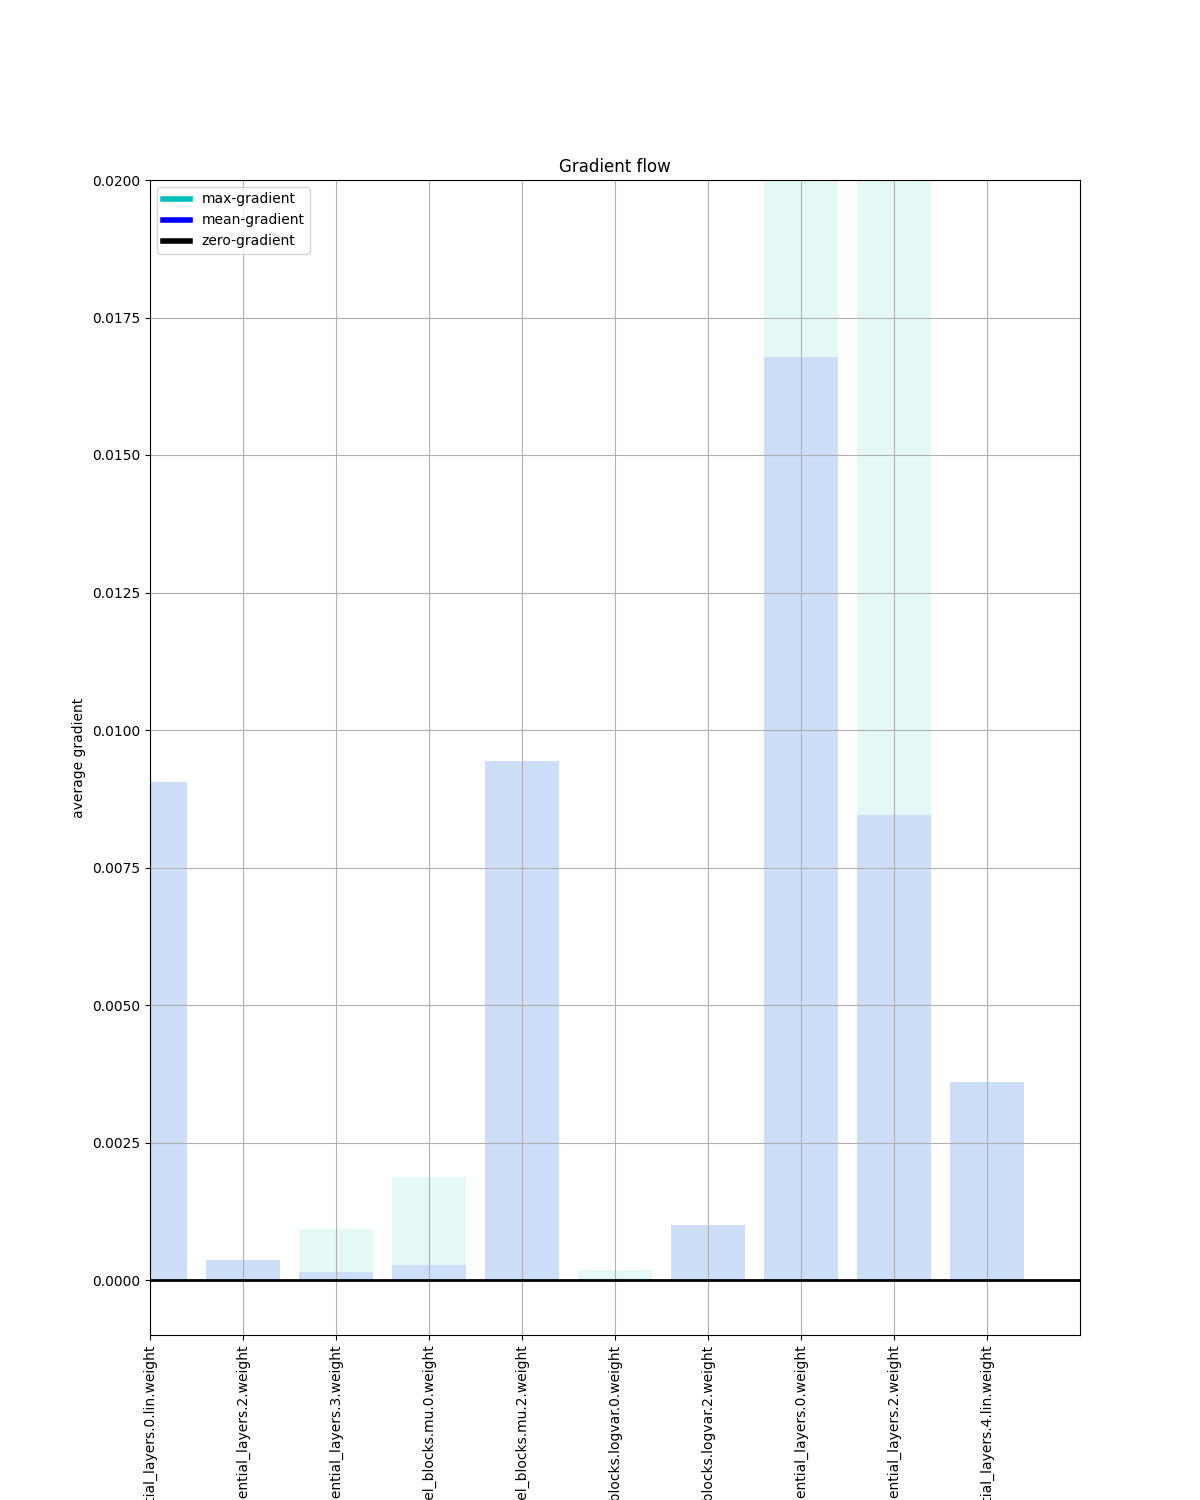 Gradient flow
max-gradient
mean-gradient
zero-gradient
average gradient
0.0200
0.0175
0.0150
0.0125
0.0100
0.0075
0.0050
0.0025
0.0000
tial_layers.0.lin.weight
ential_layers.2.weight
ential_layers.3.weight
el_blocks.mu.0.weight
el_blocks.mu.2.weight
blocks.logvar.0.weight
blocks.logvar.2.weight
ential_layers.0.weight
ential_layers.2.weight
tial_layers.4.lin.weight